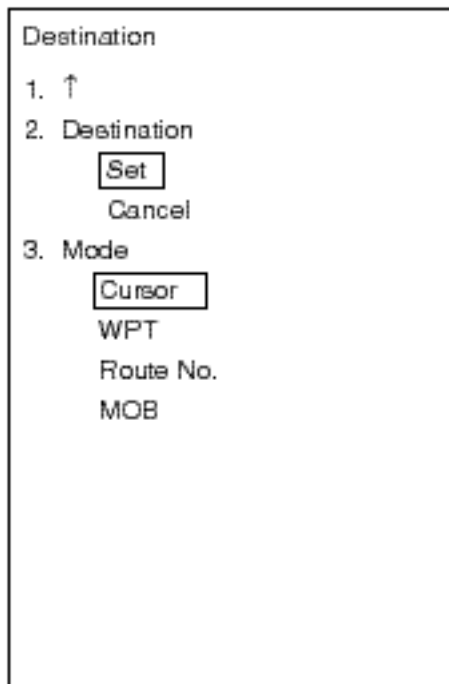 Destination
1. ↑
2. Destination
Set
Cancel
3. Mode
Cursor
WPT
Route No.
MOB